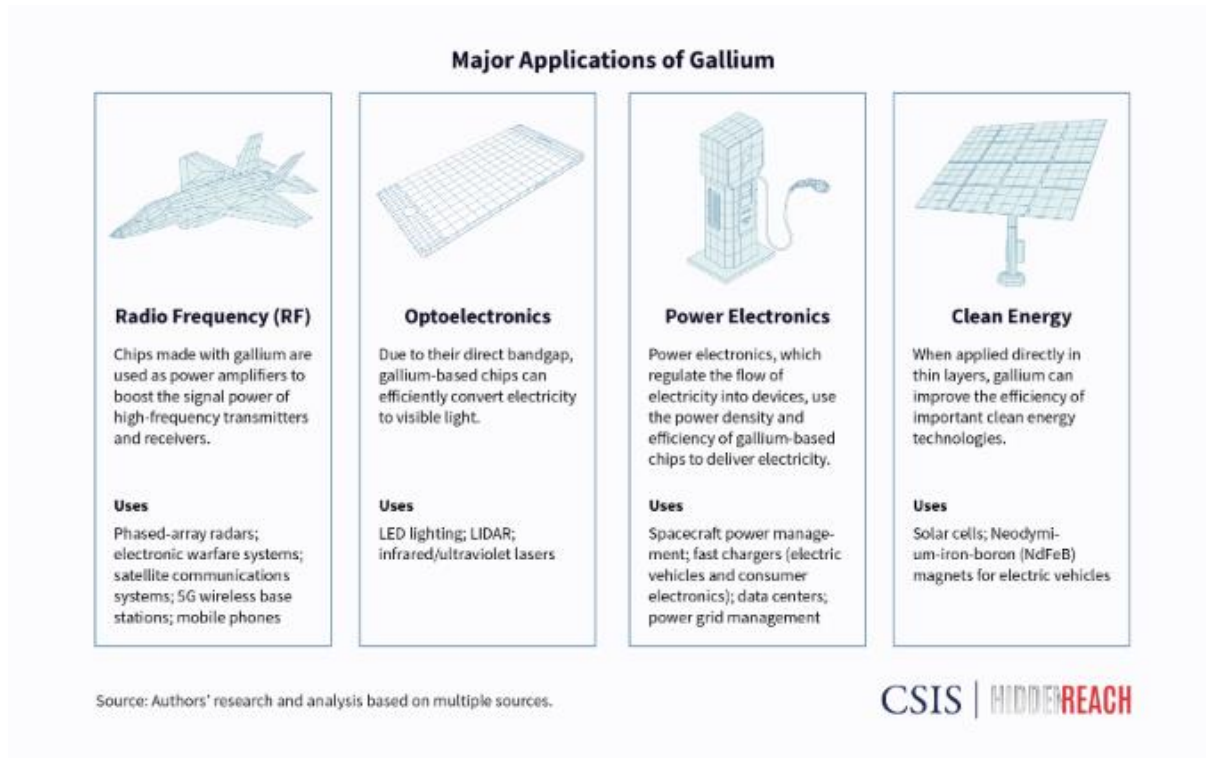 Major Applications of Gallium
Radio Frequency (RF)
Chips made with gallium are
used as power amplifiers to
boost the signal power of
high-frequency transmitters
and receivers.
Uses
Phased-array radars;
electronic warfare systems;
satellite communications
systems; 5G wireless base
stations; mobile phones
Optoelectronics
Due to their direct bandgap,
gallium-based chips can
efficiently convert electricity
to visible light.
Uses
LED lighting; LIDAR;
infrared/ultraviolet lasers
Power Electronics
Power electronics, which
regulate the flow of
electricity into devices, use
the power density and
efficiency of gallium-based
chips to deliver electricity.
Uses
Spacecraft power manage-
ment; fast chargers (electric
vehicles and consumer
electronics); data centers;
power grid management
Clean Energy
When applied directly in
thin layers, gallium can
improve the efficiency of
important clean energy
technologies.
Uses
Solar cells; Neodymi-
um-iron-boron (NdFeB)
magnets for electric vehicles
Source: Authors' research and analysis based on multiple sources.
CSIS | HIDDENREACH